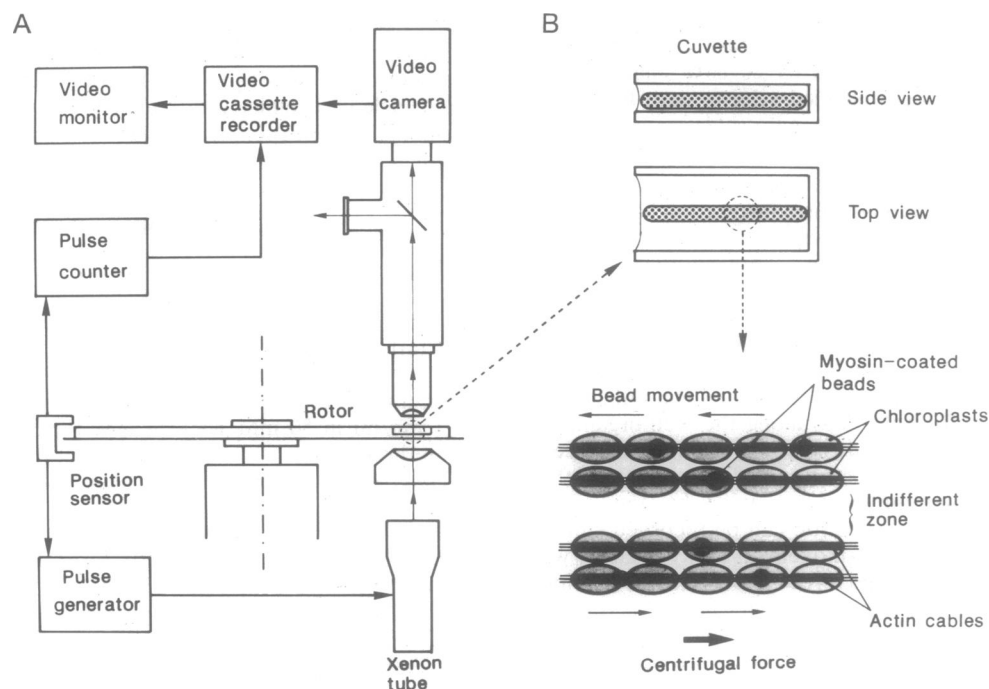 A
Video
monitor
Video
cassette
recorder
Video
camera
Pulse
counter
Rotor
Position
sensor
Pulse
generator
Xenon
tube
B
Cuvette
Side view
Top view
Myosin-coated
beads
Bead movement
Chloroplasts
Indifferent
zone
Actin cables
Centrifugal force